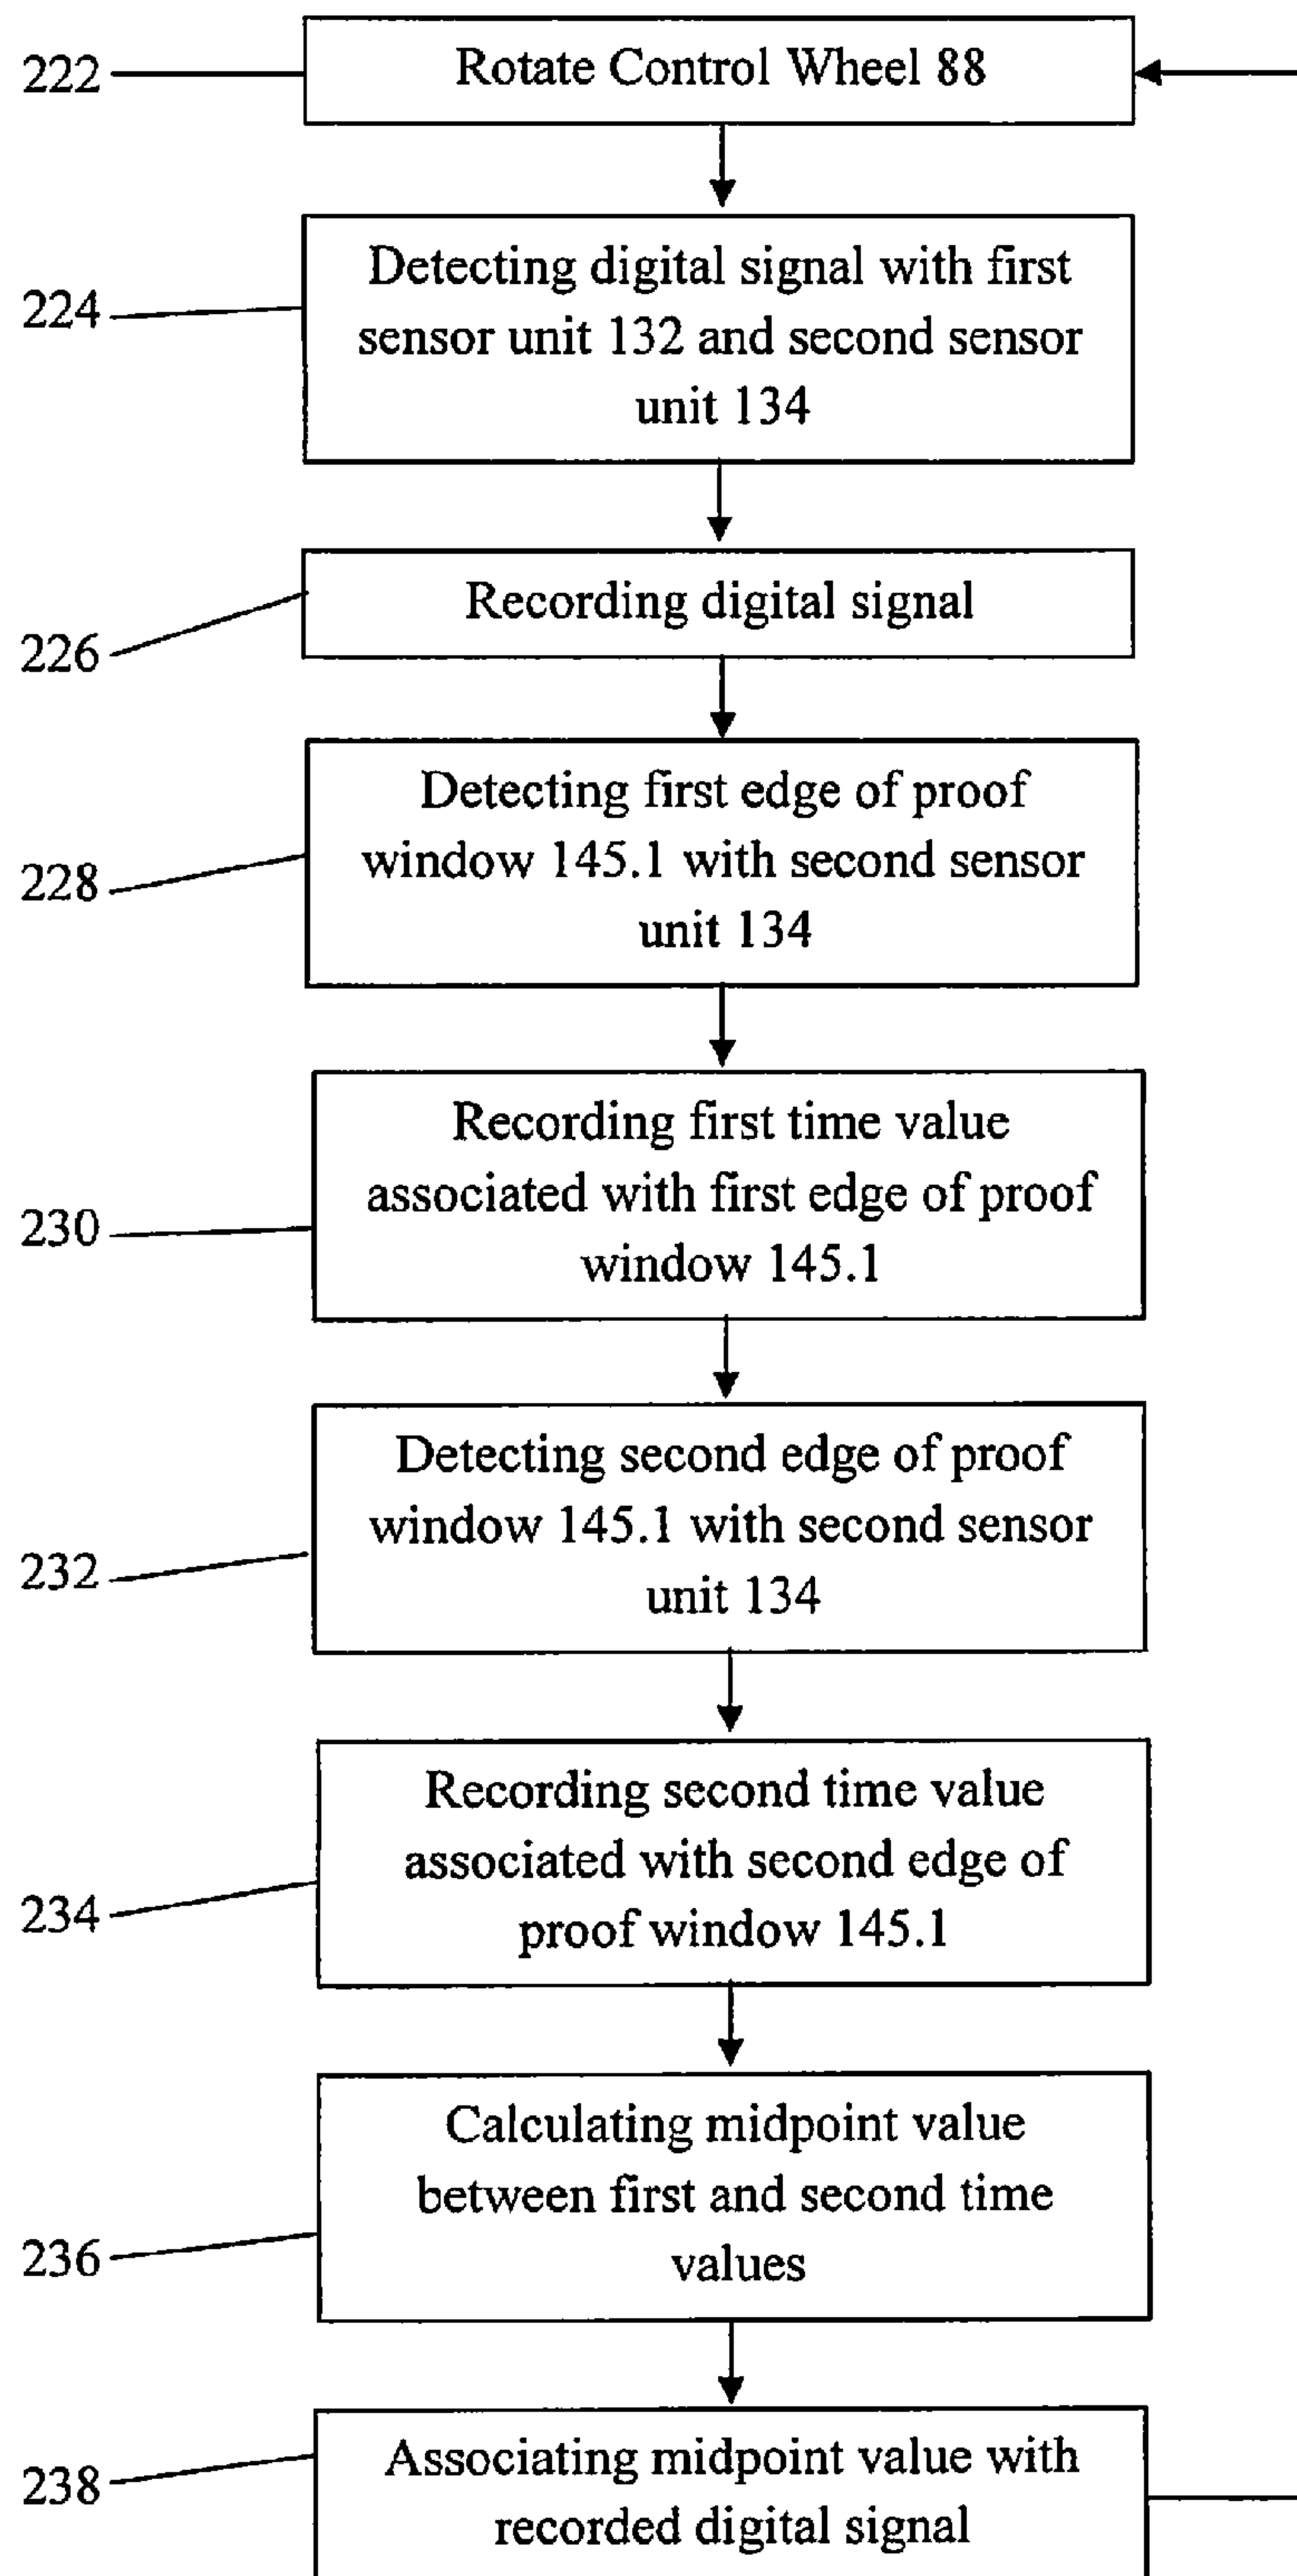 222
Rotate Control Wheel 88
224
Detecting digital signal with first
sensor unit 132 and second sensor
unit 134
226
Recording digital signal
228
Detecting first edge of proof
window 145.1 with second sensor
unit 134
230
Recording first time value
associated with first edge of proof
window 145.1
232
Detecting second edge of proof
window 145.1 with second sensor
unit 134
234
Recording second time value
associated with second edge of
proof window 145.1
236
Calculating midpoint value
between first and second time
values
238
Associating midpoint value with
recorded digital signal